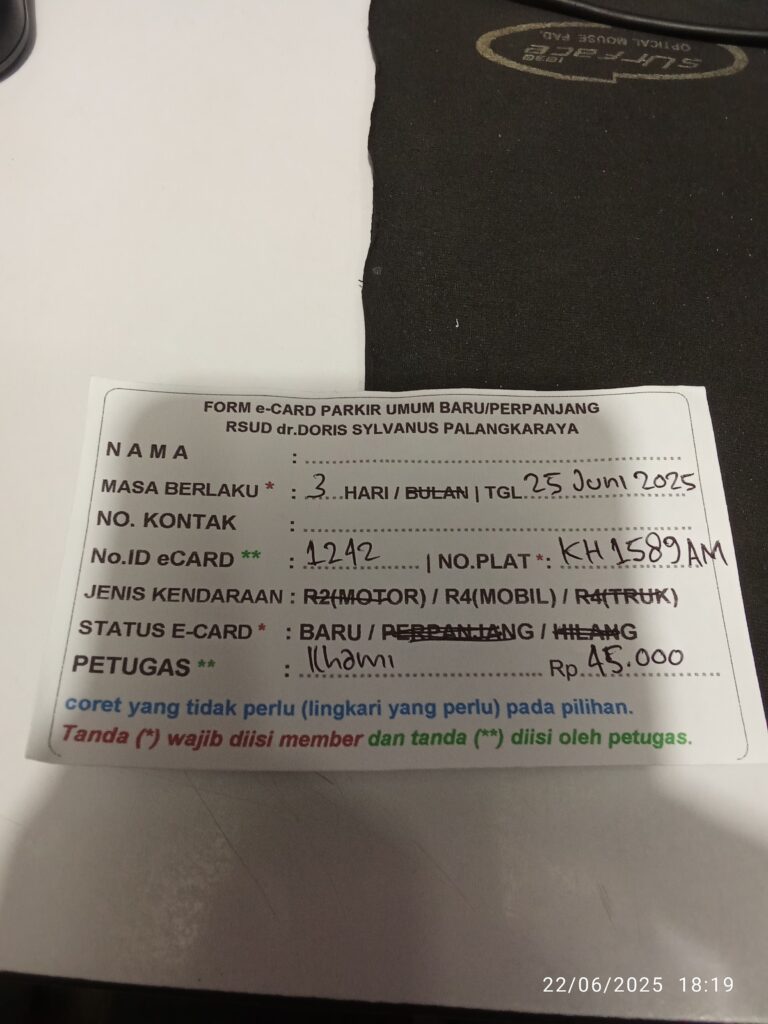 surface
1030
OPTICAL MOUSE PAD.
FORM e-CARD PARKIR UMUM BARU/PERPANJANG
RSUD dr.DORIS SYLVANUS PALANGKARAYA
NAMA :
MASA BERLAKU * : 3 HARI / BULAN | TGL 25 Juni 2025
NO. KONTAK :
No.ID eCARD ** : 1242 | NO.PLAT *: KH 1589 AM
JENIS KENDARAAN : R2(MOTOR) / R4(MOBIL) / R4(TRUK)
STATUS E-CARD * : BARU / PERPANJANG / HILANG
PETUGAS ** : Ilhami Rp 45.000
coret yang tidak perlu (lingkari yang perlu) pada pilihan.
Tanda (*) wajib diisi member dan tanda (**) diisi oleh petugas.
22/06/2025 18:19